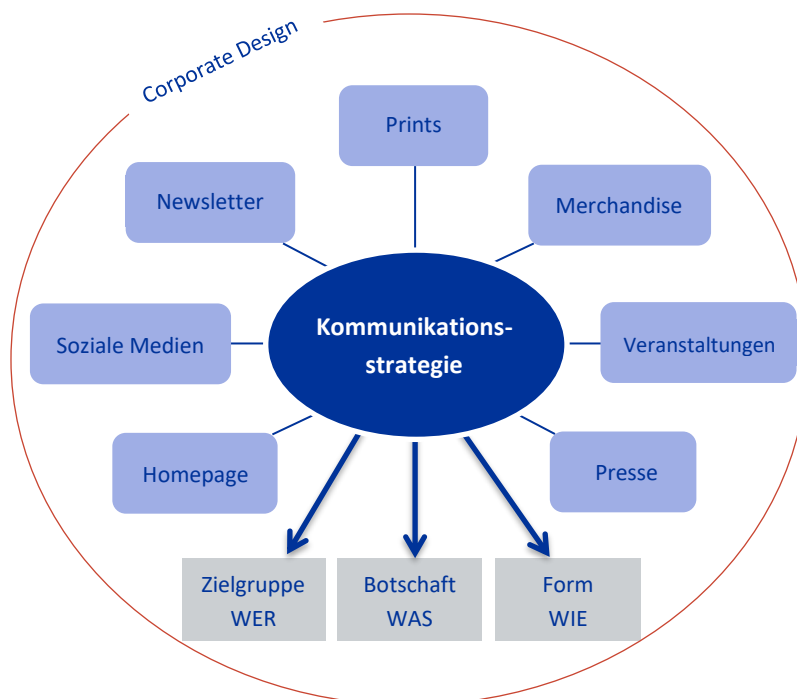 Corporate Design
Prints
Newsletter
Merchandise
Kommunikations-
strategie
Soziale Medien
Veranstaltungen
Homepage
Presse
Zielgruppe
WER
Botschaft
WAS
Form
WIE